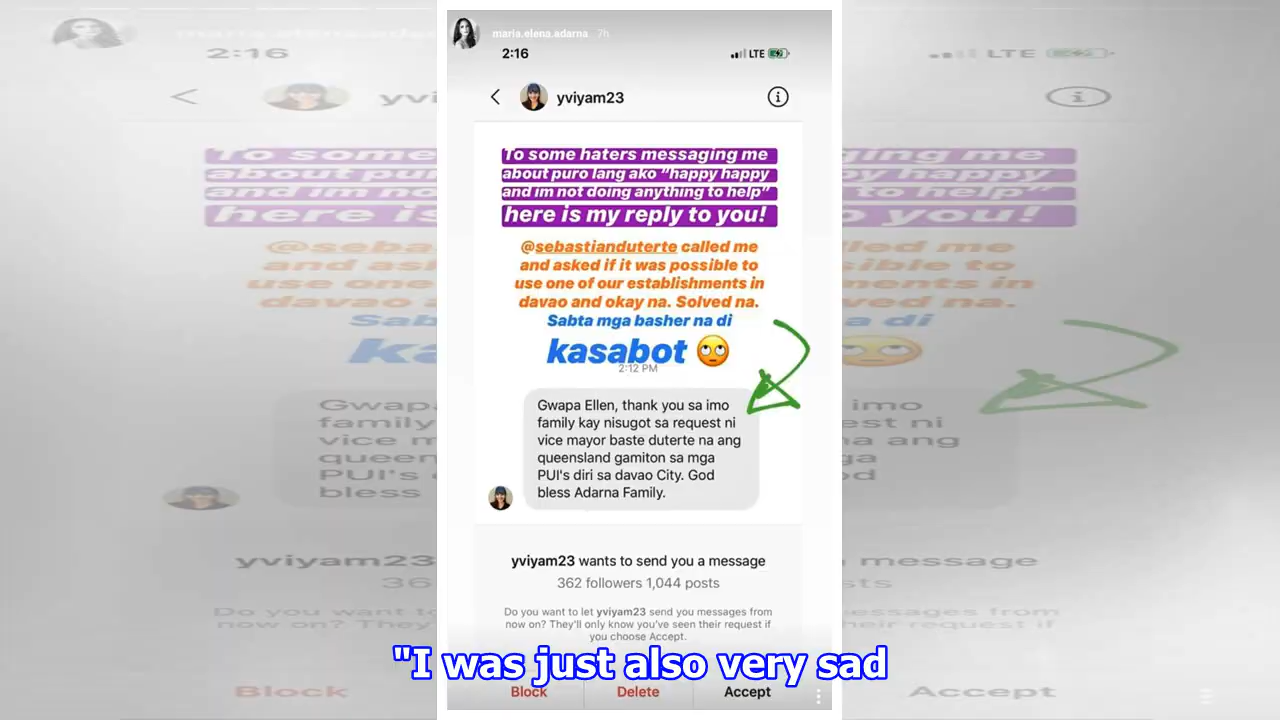 maria.elena.adarna 7h
2:16 LTE
yviyam23
To some haters messaging me
about puro lang ako “happy happy
and im not doing anything to help”
here is my reply to you!
@sebastianduterte called me
and asked if it was possible to
use one of our establishments in
davao and okay na. Solved na.
Sabta mga basher na di
kasabot
2:12 PM
Gwapa Ellen, thank you sa imo
family kay nisugot sa request ni
vice mayor baste duterte na ang
queensland gamiton sa mga
PUI's diri sa davao City. God
bless Adarna Family.
yviyam23 wants to send you a message
362 followers 1,044 posts
Do you want to let yviyam23 send you messages from
now on? They'll only know you've seen their request if
you choose Accept.
"I was just also very sad
Block Delete Accept